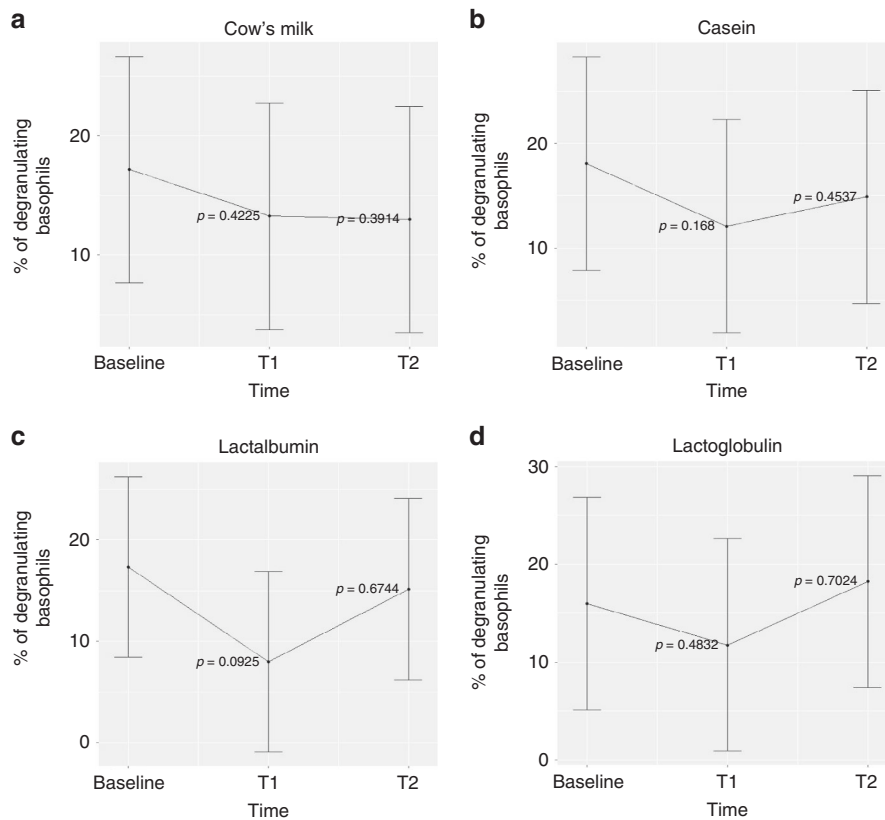 a
Cow's milk
% of degranulating
basophils
20
10
p = 0.4225
p = 0.3914
Baseline
T1
T2
Time
b
Casein
% of degranulating
basophils
20
10
p = 0.168
p = 0.4537
Baseline
T1
T2
Time
c
Lactalbumin
% of degranulating
basophils
20
10
0
p = 0.0925
p = 0.6744
Baseline
T1
T2
Time
d
Lactoglobulin
% of degranulating
basophils
30
20
10
0
p = 0.4832
p = 0.7024
Baseline
T1
T2
Time